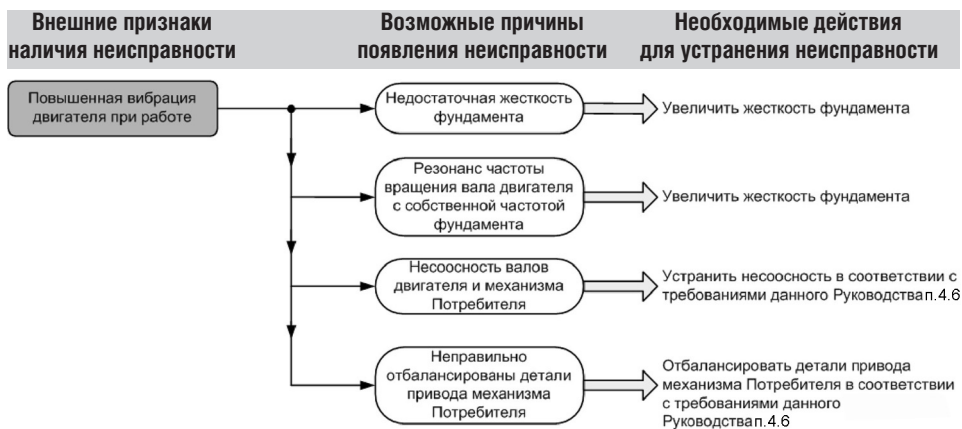 Внешние признаки
наличия неисправности
Возможные причины
появления неисправности
Необходимые действия
для устранения неисправности
Повышенная вибрация
двигателя при работе
Недостаточная жесткость
фундамента
Увеличить жесткость фундамента
Резонанс частоты
вращения вала двигателя
с собственной частотой
фундамента
Увеличить жесткость фундамента
Несоосность валов
двигателя и механизма
Потребителя
Устранить несоосность в соответствии с
требованиями данного Руководства п.4.6
Неправильно
отбалансированы детали
привода механизма
Потребителя
Отбалансировать детали привода
механизма Потребителя в соответствии
с требованиями данного
Руководства п.4.6